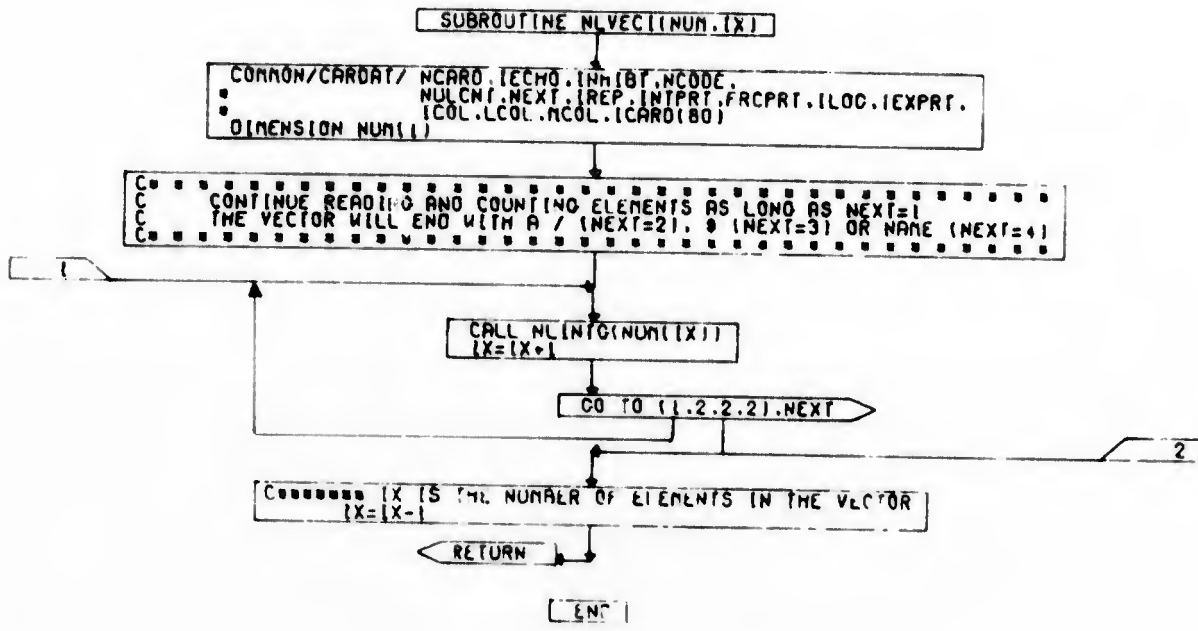 SUBROUTINE NLVECI(NUM,IX)
COMMON/CARDAT/ NCARD,IECHO,INHIBT,NCODE,
* NULCNT,NEXT,IREP,INTPRT,FRCPRT,ILOC,IEXPRT,
* ICOL,LCOL,MCOL,ICARD(80)
DIMENSION NUM(1)
C* * * * * * * * * * * * * * * * * * * * * * * * * * * * * * * * * * *
C CONTINUE READING AND COUNTING ELEMENTS AS LONG AS NEXT=1
C THE VECTOR WILL END WITH A / (NEXT=2), $ (NEXT=3) OR NAME (NEXT=4)
C* * * * * * * * * * * * * * * * * * * * * * * * * * * * * * * * * * *
1
CALL NLINTG(NUM(IX))
IX=IX+1
GO TO (1,2,2,2),NEXT
2
C******** IX IS THE NUMBER OF ELEMENTS IN THE VECTOR
IX=IX-1
RETURN
END